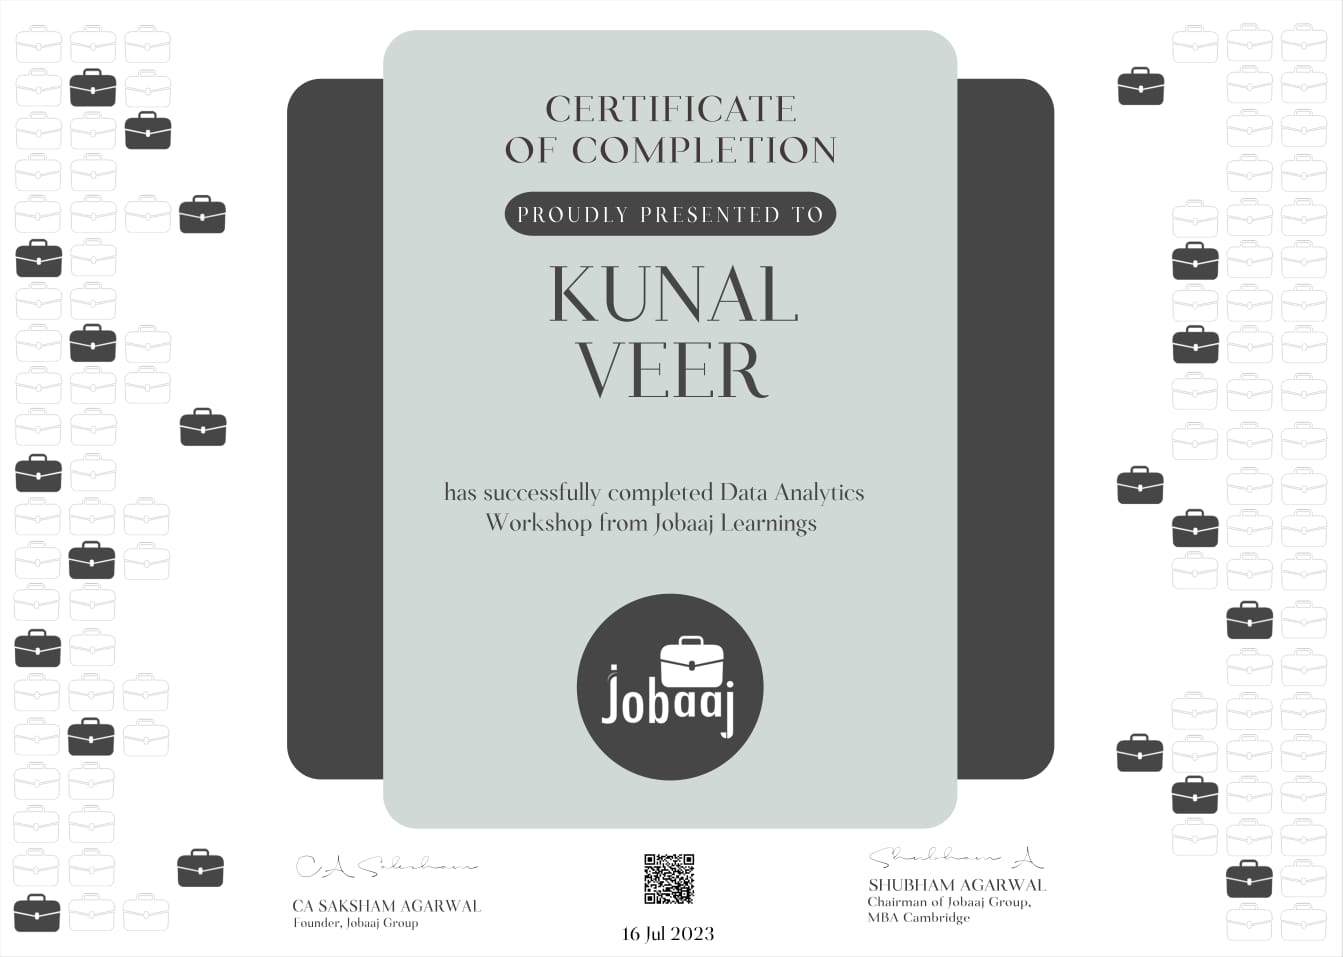 CERTIFICATE
OF COMPLETION
PROUDLY PRESENTED TO
KUNAL
VEER
has successfully completed Data Analytics
Workshop from Jobaaj Learnings
jobaaj
CA Saksham
CA SAKSHAM AGARWAL
Founder, Jobaaj Group
16 Jul 2023
Shubham A
SHUBHAM AGARWAL
Chairman of Jobaaj Group,
MBA Cambridge